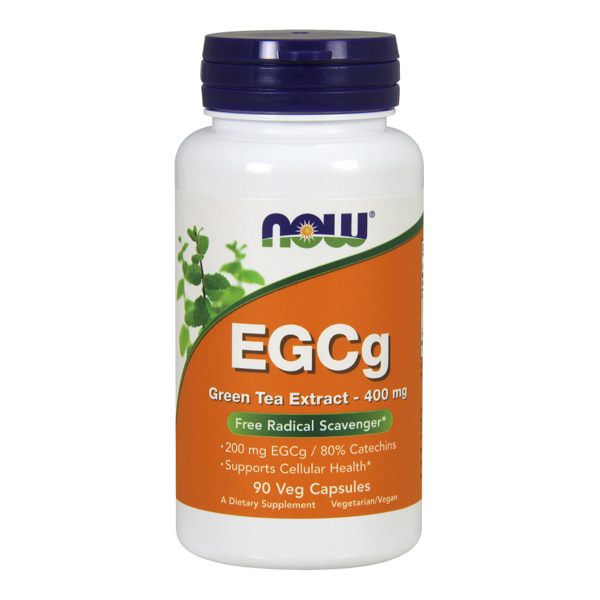 NOW®
EGCg
Green Tea Extract - 400 mg
Free Radical Scavenger*
• 200 mg EGCg / 80% Catechins
• Supports Cellular Health*
90 Veg Capsules
A Dietary Supplement Vegetarian/Vegan